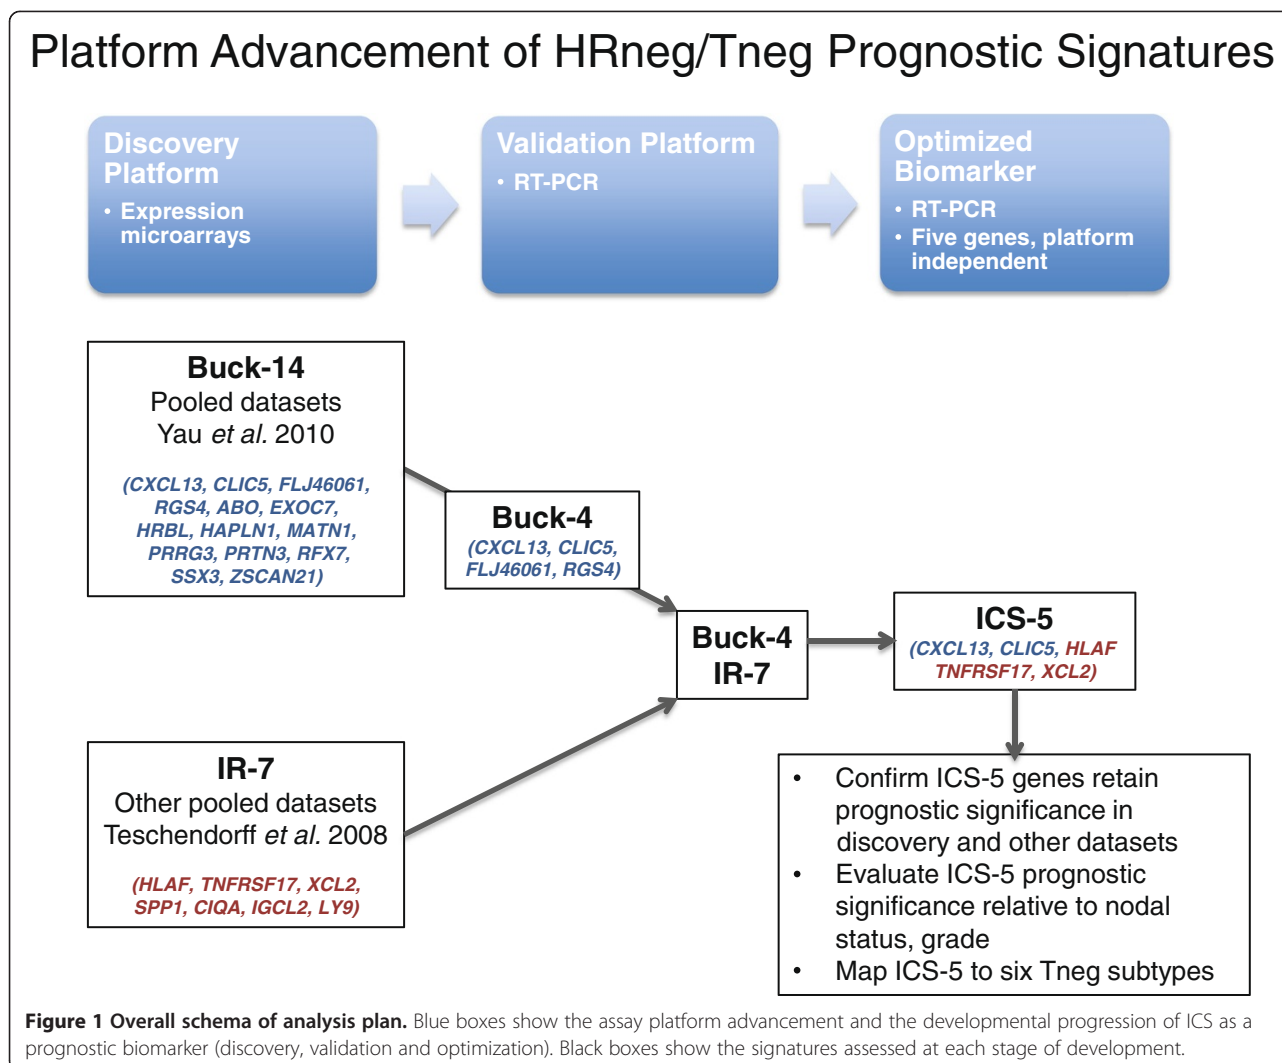 Platform Advancement of HRneg/Tneg Prognostic Signatures
Discovery
Platform
• Expression
microarrays
Validation Platform
• RT-PCR
Optimized
Biomarker
• RT-PCR
• Five genes, platform
independent
Buck-14
Pooled datasets
Yau et al. 2010
(CXCL13, CLIC5, FLJ46061,
RGS4, ABO, EXOC7,
HRBL, HAPLN1, MATN1,
PRRG3, PRTN3, RFX7,
SSX3, ZSCAN21)
Buck-4
(CXCL13, CLIC5,
FLJ46061, RGS4)
Buck-4
IR-7
ICS-5
(CXCL13, CLIC5, HLAF
TNFRSF17, XCL2)
IR-7
Other pooled datasets
Teschendorff et al. 2008
(HLAF, TNFRSF17, XCL2,
SPP1, CIQA, IGCL2, LY9)
• Confirm ICS-5 genes retain
prognostic significance in
discovery and other datasets
• Evaluate ICS-5 prognostic
significance relative to nodal
status, grade
• Map ICS-5 to six Tneg subtypes
Figure 1 Overall schema of analysis plan. Blue boxes show the assay platform advancement and the developmental progression of ICS as a
prognostic biomarker (discovery, validation and optimization). Black boxes show the signatures assessed at each stage of development.